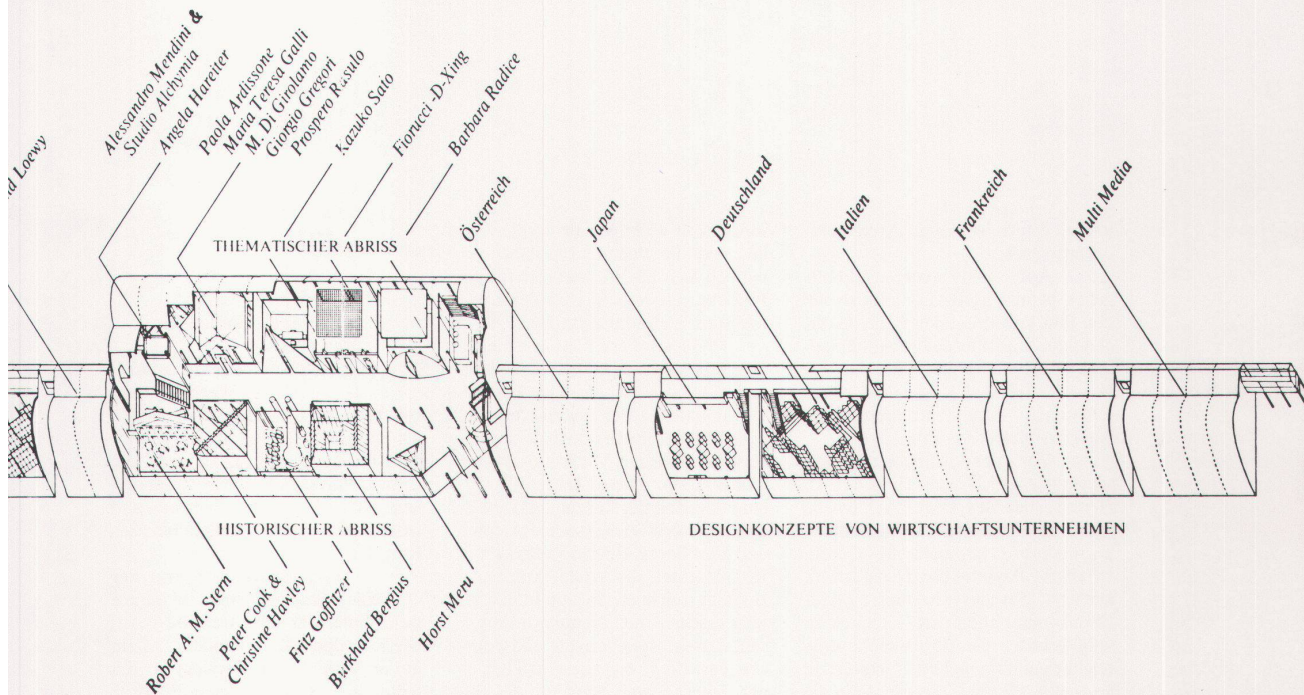 Loewy
Alessandro Mendini &
Studio Alchymia
Angela Hareiter
Paola Ardissone
Maria Teresa Galli
M. Di Girolamo
Giorgio Gregori
Prospero Rasulo
Kazuko Sato
Fiorucci -D-Xing
Barbara Radice
Österreich
Japan
Deutschland
Italien
Frankreich
Multi Media
THEMATISCHER ABRISS
HISTORISCHER ABRISS
DESIGNKONZEPTE VON WIRTSCHAFTSUNTERNEHMEN
Robert A. M. Stern
Peter Cook &
Christine Hawley
Fritz Goffitzer
Burkhard Bergius
Horst Meru